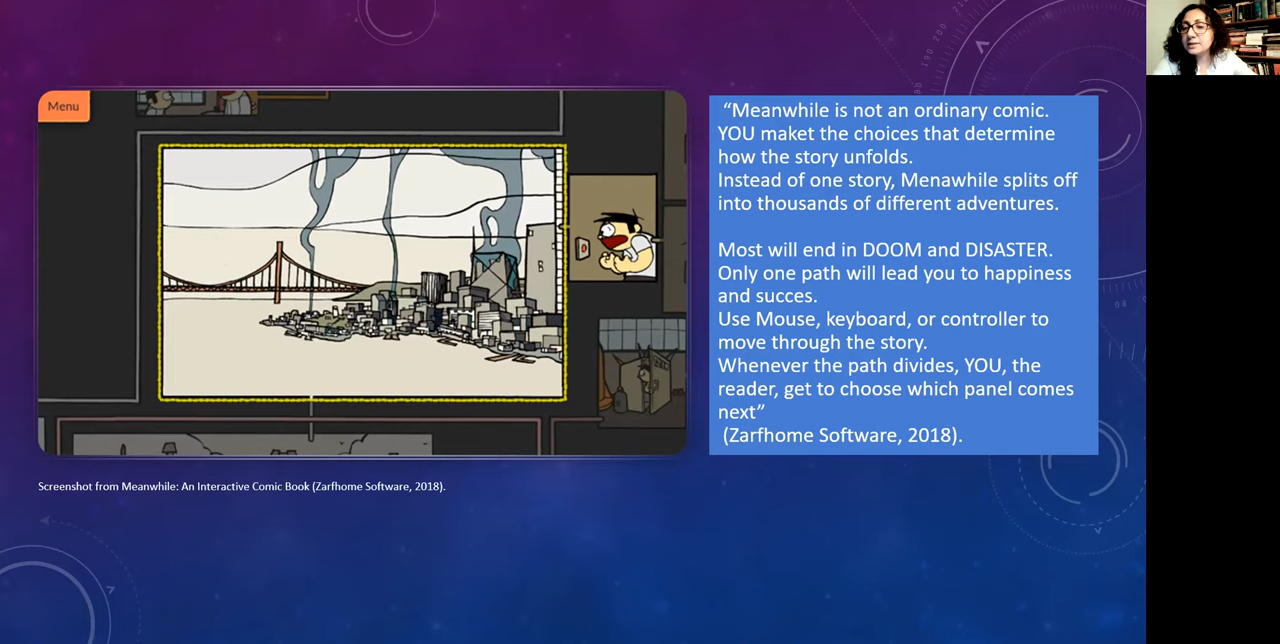 Menu
“Meanwhile is not an ordinary comic.
YOU maket the choices that determine
how the story unfolds.
Instead of one story, Menawhile splits off
into thousands of different adventures.
Most will end in DOOM and DISASTER.
Only one path will lead you to happiness
and succes.
Use Mouse, keyboard, or controller to
move through the story.
Whenever the path divides, YOU, the
reader, get to choose which panel comes
next”
(Zarfhome Software, 2018).
Screenshot from Meanwhile: An Interactive Comic Book (Zarfhome Software, 2018).